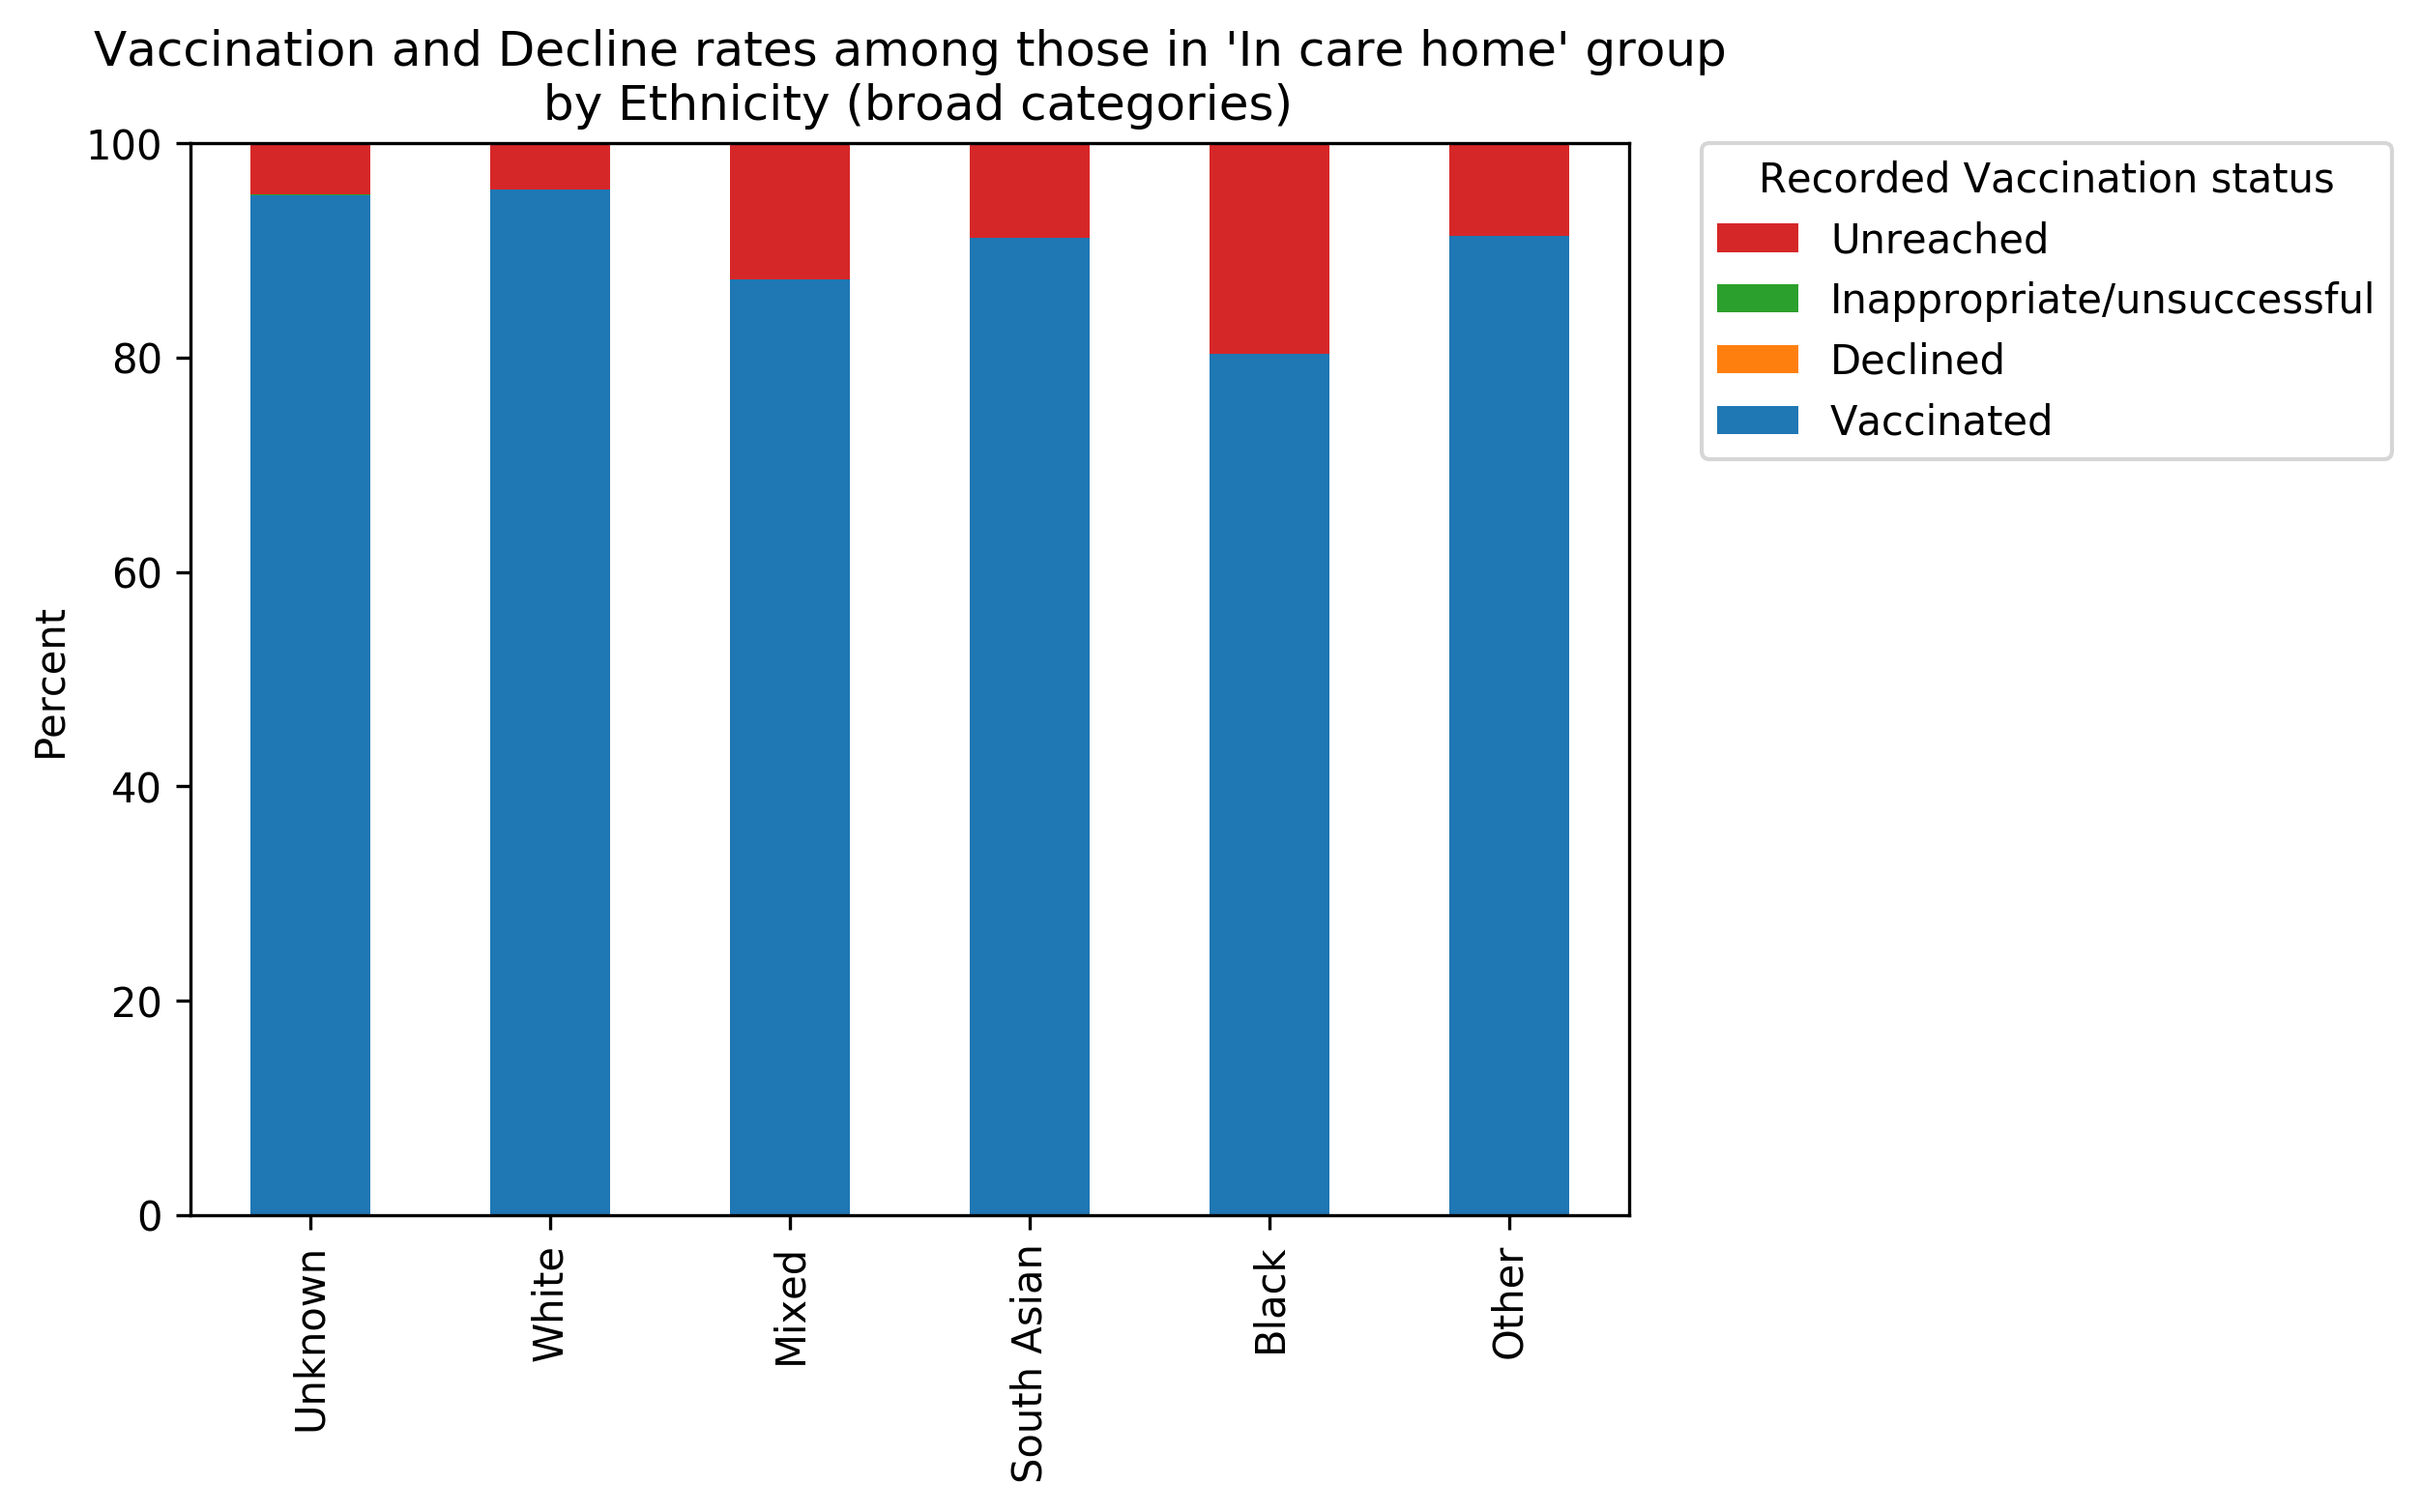 Vaccination and Decline rates among those in 'In care home' group
by Ethnicity (broad categories)
100
80
60
40
20
0
Percent
Unknown
White
Mixed
South Asian
Black
Other
Recorded Vaccination status
Unreached
Inappropriate/unsuccessful
Declined
Vaccinated